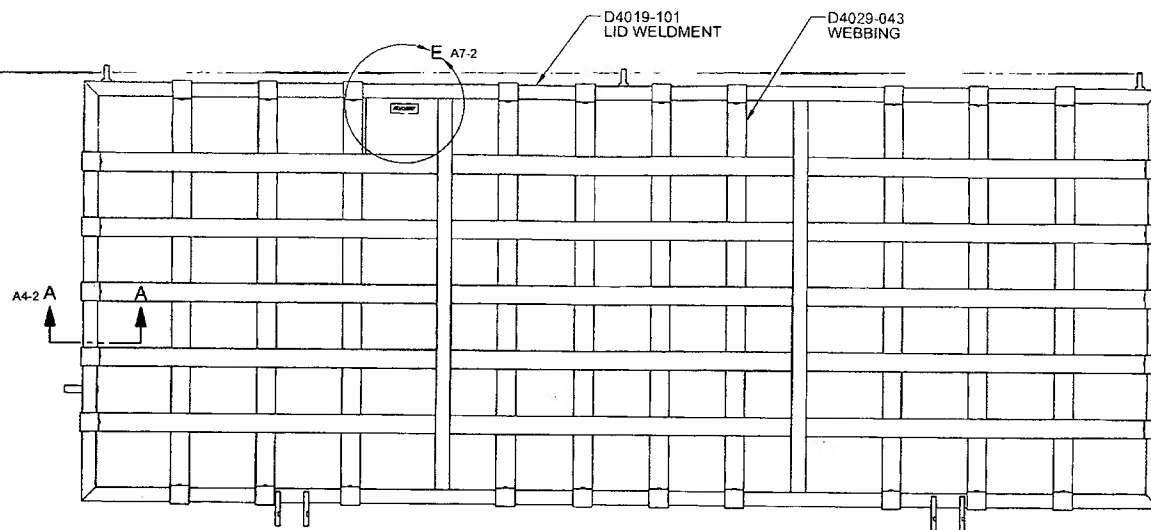 D4019-101
LID WELDMENT
D4029-043
WEBBING
E A7-2
A4-2 A A